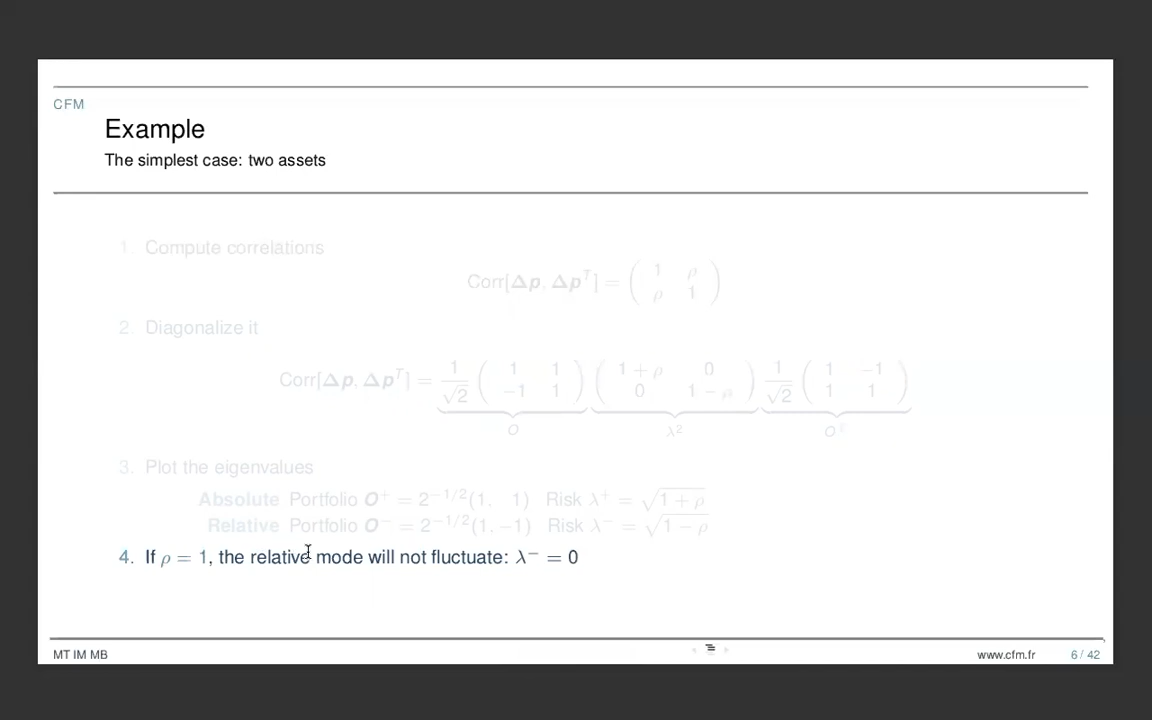 CFM
Example
The simplest case: two assets
1. Compute correlations
Corr[Δp, Δpᵀ] = ( 1 ρ
ρ 1 )
2. Diagonalize it
Corr[Δp, Δpᵀ] = 1/√2 ( 1 1 ( 1 + ρ 0 1/√2 ( 1 −1
−1 1 ) 0 1 − ρ ) 1 1 )
O λ² Oᵀ
3. Plot the eigenvalues
Absolute Portfolio O⁺ = 2^−1/2(1, 1) Risk λ⁺ = √1 + ρ
Relative Portfolio O⁻ = 2^−1/2(1, −1) Risk λ⁻ = √1 − ρ
4. If ρ = 1, the relative mode will not fluctuate: λ⁻ = 0
MT IM MB
www.cfm.fr 6 / 42